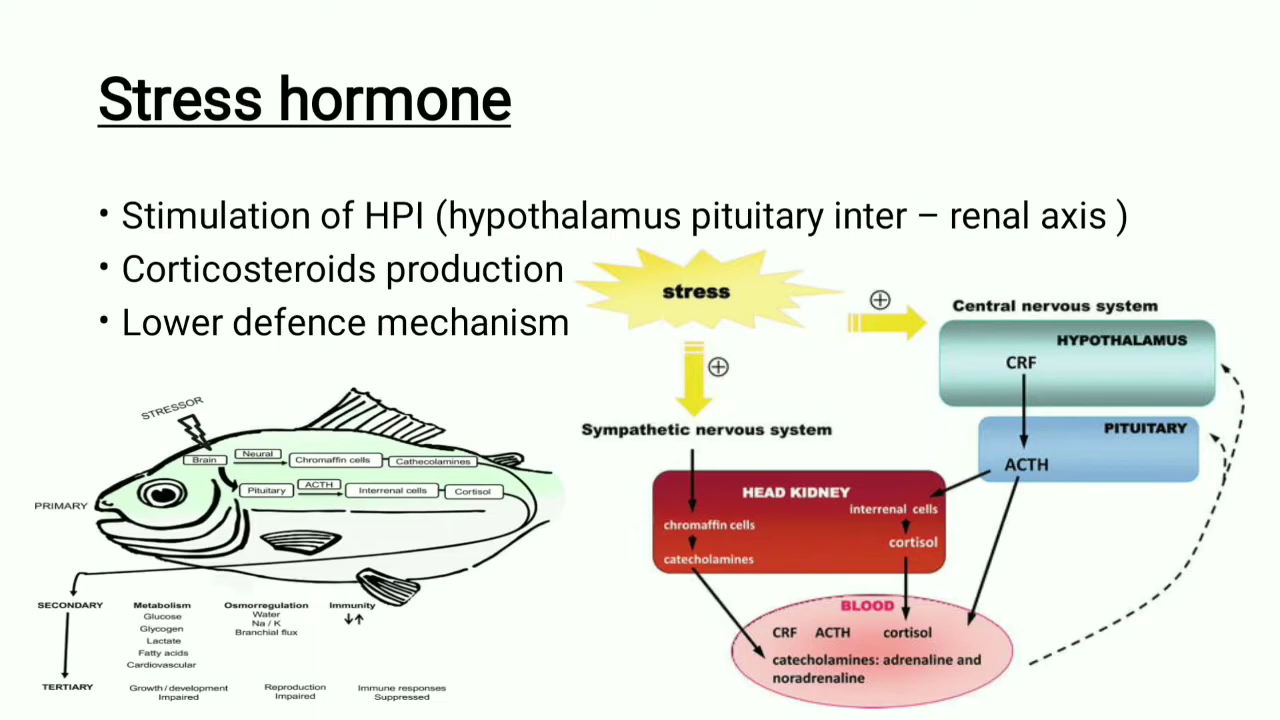 Stress hormone
• Stimulation of HPI (hypothalamus pituitary inter – renal axis )
• Corticosteroids production
• Lower defence mechanism
stress
Central nervous system
HYPOTHALAMUS
CRF
PITUITARY
ACTH
Sympathetic nervous system
HEAD KIDNEY
interrenal cells
chromaffin cells
cortisol
catecholamines
BLOOD
CRF ACTH cortisol
catecholamines: adrenaline and
noradrenaline
STRESSOR
Brain Neural Chromaffin cells Cathecolamines
Pituitary ACTH Interrenal cells Cortisol
PRIMARY
SECONDARY
Metabolism
Glucose
Glycogen
Lactate
Fatty acids
Cardiovascular
Osmorregulation
Water
Na / K
Branchial flux
Immunity
↓↑
TERTIARY
Growth / development
Impaired
Reproduction
Impaired
Immune responses
Suppressed